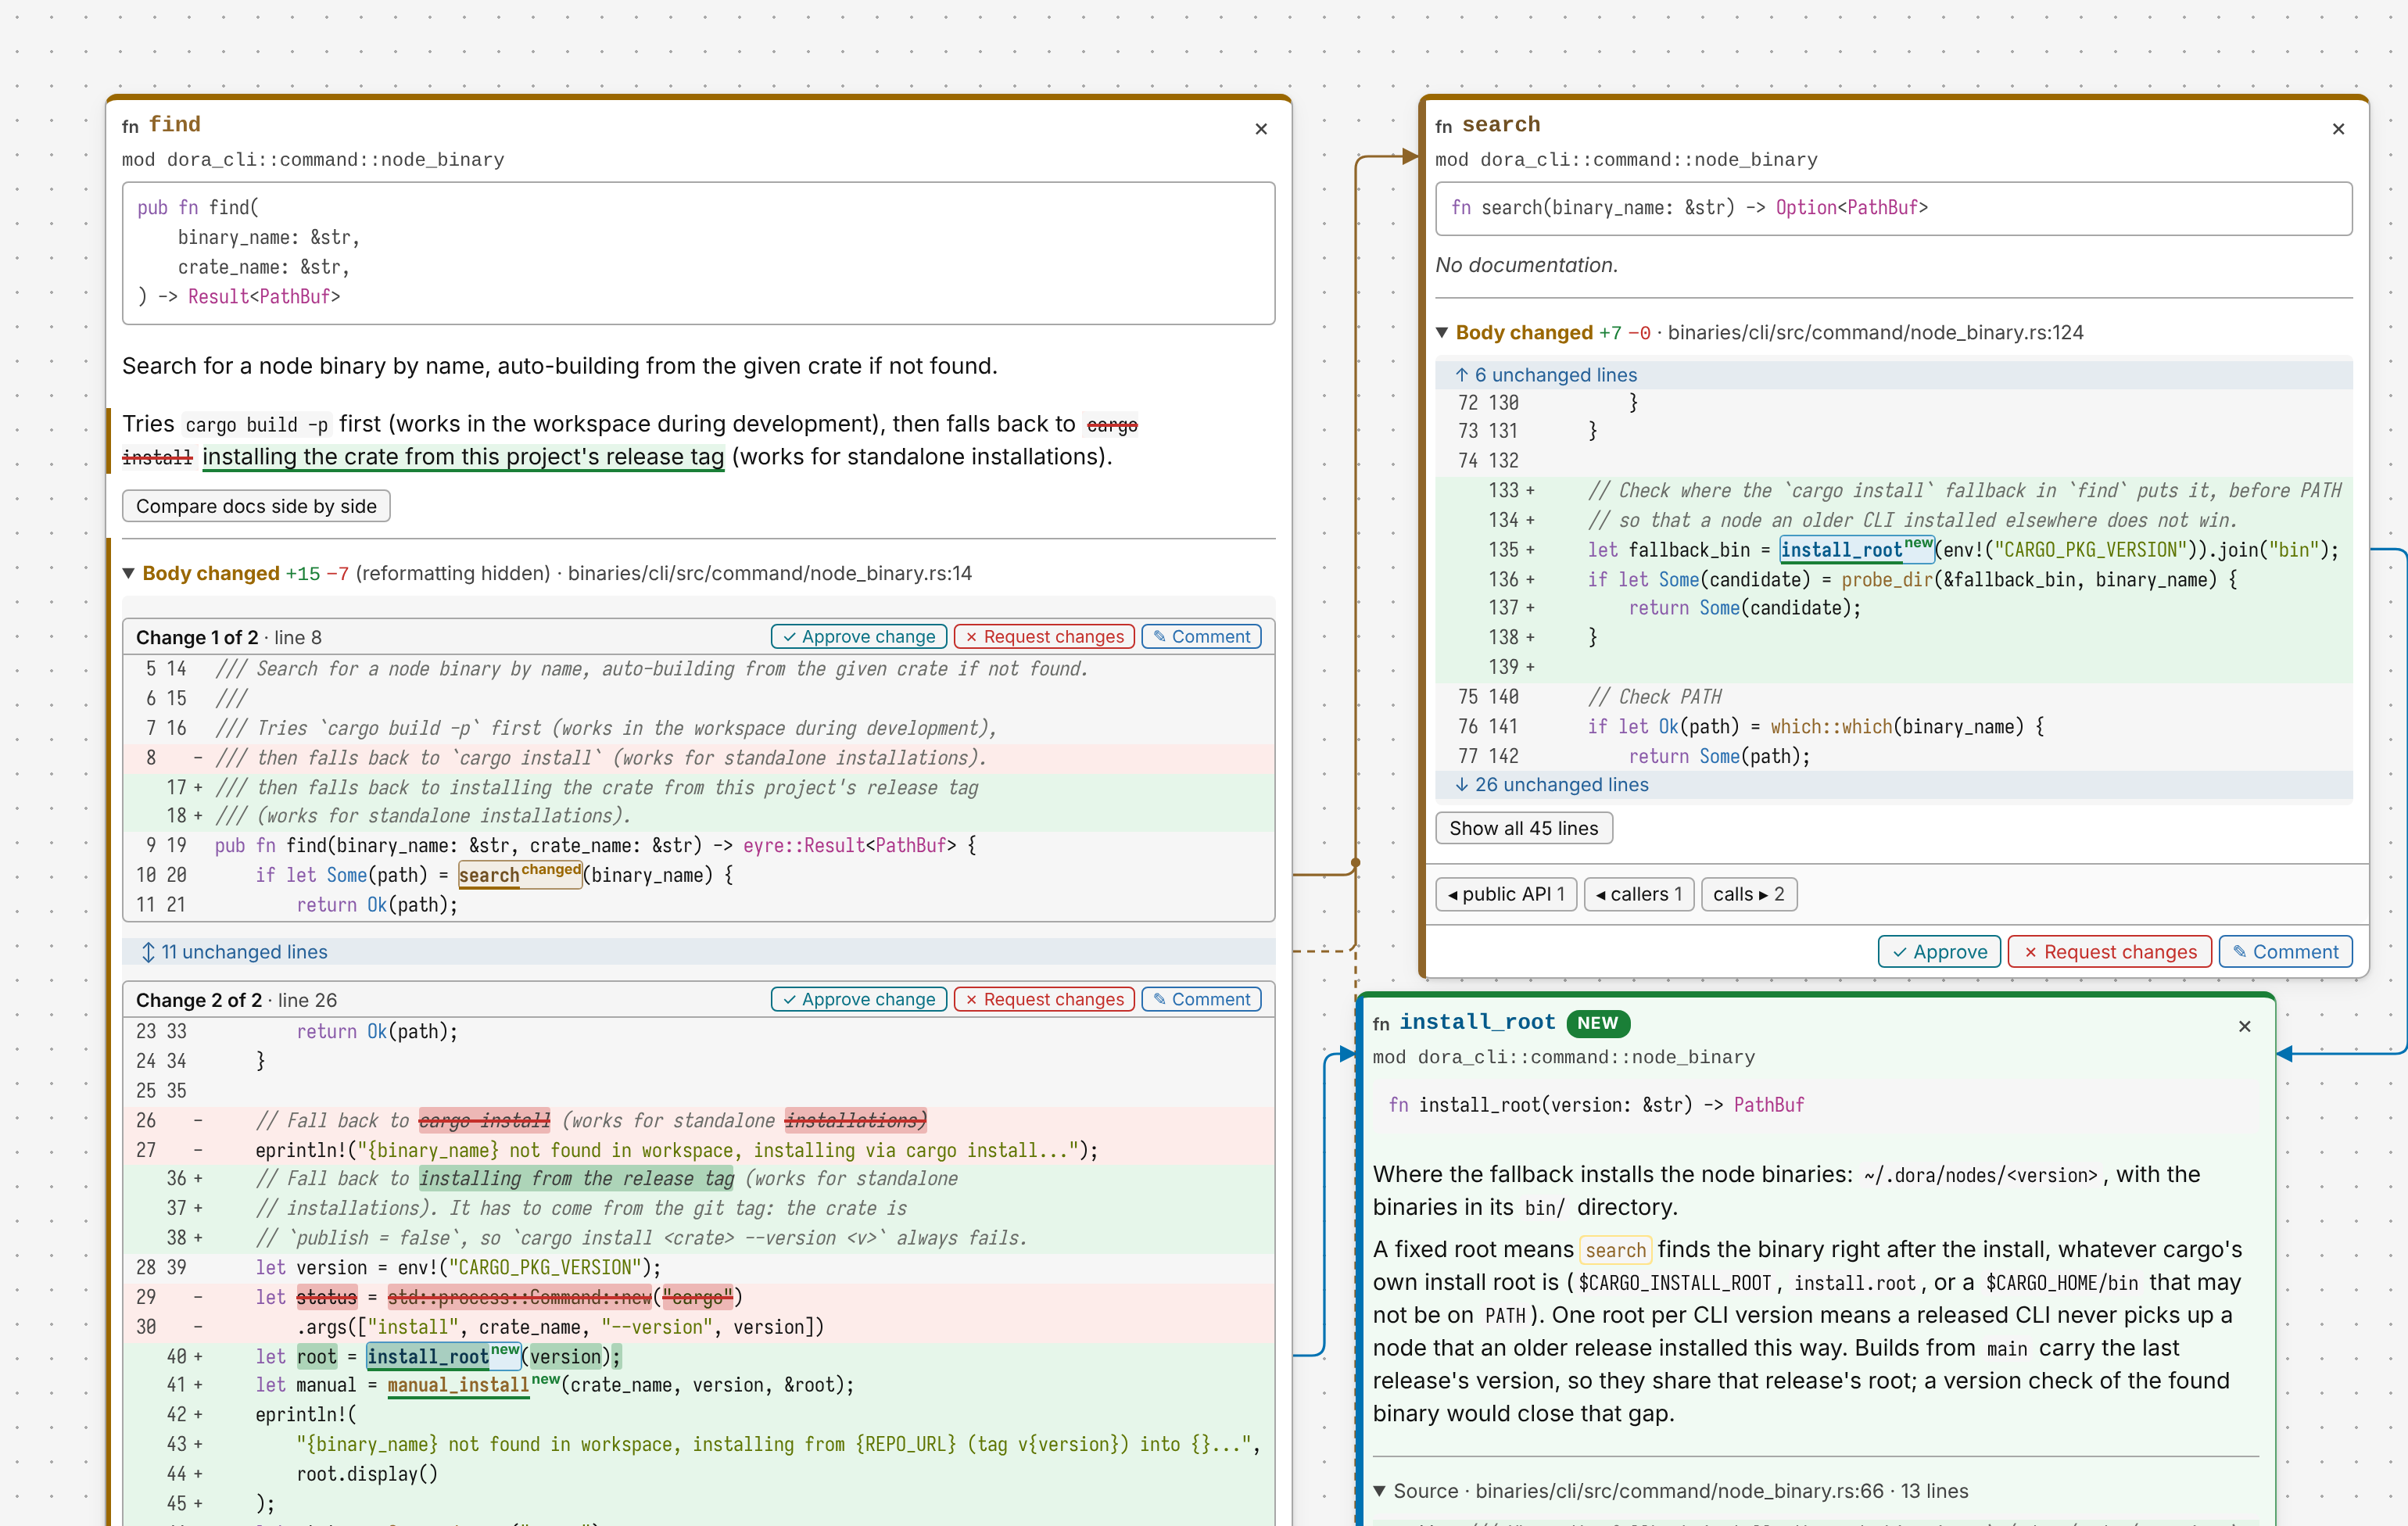 fn find ×
mod dora_cli::command::node_binary
pub fn find(
    binary_name: &str,
    crate_name: &str,
) -> Result<PathBuf>
Search for a node binary by name, auto-building from the given crate if not found.
Tries cargo build -p first (works in the workspace during development), then falls back to cargo
install installing the crate from this project's release tag (works for standalone installations).
Compare docs side by side
▼ Body changed +15 −7 (reformatting hidden) · binaries/cli/src/command/node_binary.rs:14
Change 1 of 2 · line 8 ✓ Approve change × Request changes ✎ Comment
5 14 /// Search for a node binary by name, auto-building from the given crate if not found.
6 15 ///
7 16 /// Tries `cargo build -p` first (works in the workspace during development),
8 - /// then falls back to `cargo install` (works for standalone installations).
17 + /// then falls back to installing the crate from this project's release tag
18 + /// (works for standalone installations).
9 19 pub fn find(binary_name: &str, crate_name: &str) -> eyre::Result<PathBuf> {
10 20     if let Some(path) = search changed (binary_name) {
11 21         return Ok(path);
↕ 11 unchanged lines
Change 2 of 2 · line 26 ✓ Approve change × Request changes ✎ Comment
23 33         return Ok(path);
24 34     }
25 35
26 -     // Fall back to cargo install (works for standalone installations)
27 -     eprintln!("{binary_name} not found in workspace, installing via cargo install...");
36 +     // Fall back to installing from the release tag (works for standalone
37 +     // installations). It has to come from the git tag: the crate is
38 +     // `publish = false`, so `cargo install <crate> --version <v>` always fails.
28 39     let version = env!("CARGO_PKG_VERSION");
29 -     let status = std::process::Command::new("cargo")
30 -         .args(["install", crate_name, "--version", version])
40 +     let root = install_root new (version);
41 +     let manual = manual_install new (crate_name, version, &root);
42 +     eprintln!(
43 +         "{binary_name} not found in workspace, installing from {REPO_URL} (tag v{version}) into {}...",
44 +         root.display()
45 +     );
fn search ×
mod dora_cli::command::node_binary
fn search(binary_name: &str) -> Option<PathBuf>
No documentation.
▼ Body changed +7 −0 · binaries/cli/src/command/node_binary.rs:124
↑ 6 unchanged lines
72 130         }
73 131     }
74 132
133 +     // Check where the `cargo install` fallback in `find` puts it, before PATH
134 +     // so that a node an older CLI installed elsewhere does not win.
135 +     let fallback_bin = install_root new (env!("CARGO_PKG_VERSION")).join("bin");
136 +     if let Some(candidate) = probe_dir(&fallback_bin, binary_name) {
137 +         return Some(candidate);
138 +     }
139 +
75 140     // Check PATH
76 141     if let Ok(path) = which::which(binary_name) {
77 142         return Some(path);
↓ 26 unchanged lines
Show all 45 lines
◂ public API 1 ◂ callers 1 calls ▸ 2
✓ Approve × Request changes ✎ Comment
fn install_root NEW ×
mod dora_cli::command::node_binary
fn install_root(version: &str) -> PathBuf
Where the fallback installs the node binaries: ~/.dora/nodes/<version>, with the
binaries in its bin/ directory.
A fixed root means search finds the binary right after the install, whatever cargo's
own install root is ($CARGO_INSTALL_ROOT, install.root, or a $CARGO_HOME/bin that may
not be on PATH). One root per CLI version means a released CLI never picks up a
node that an older release installed this way. Builds from main carry the last
release's version, so they share that release's root; a version check of the found
binary would close that gap.
▼ Source · binaries/cli/src/command/node_binary.rs:66 · 13 lines